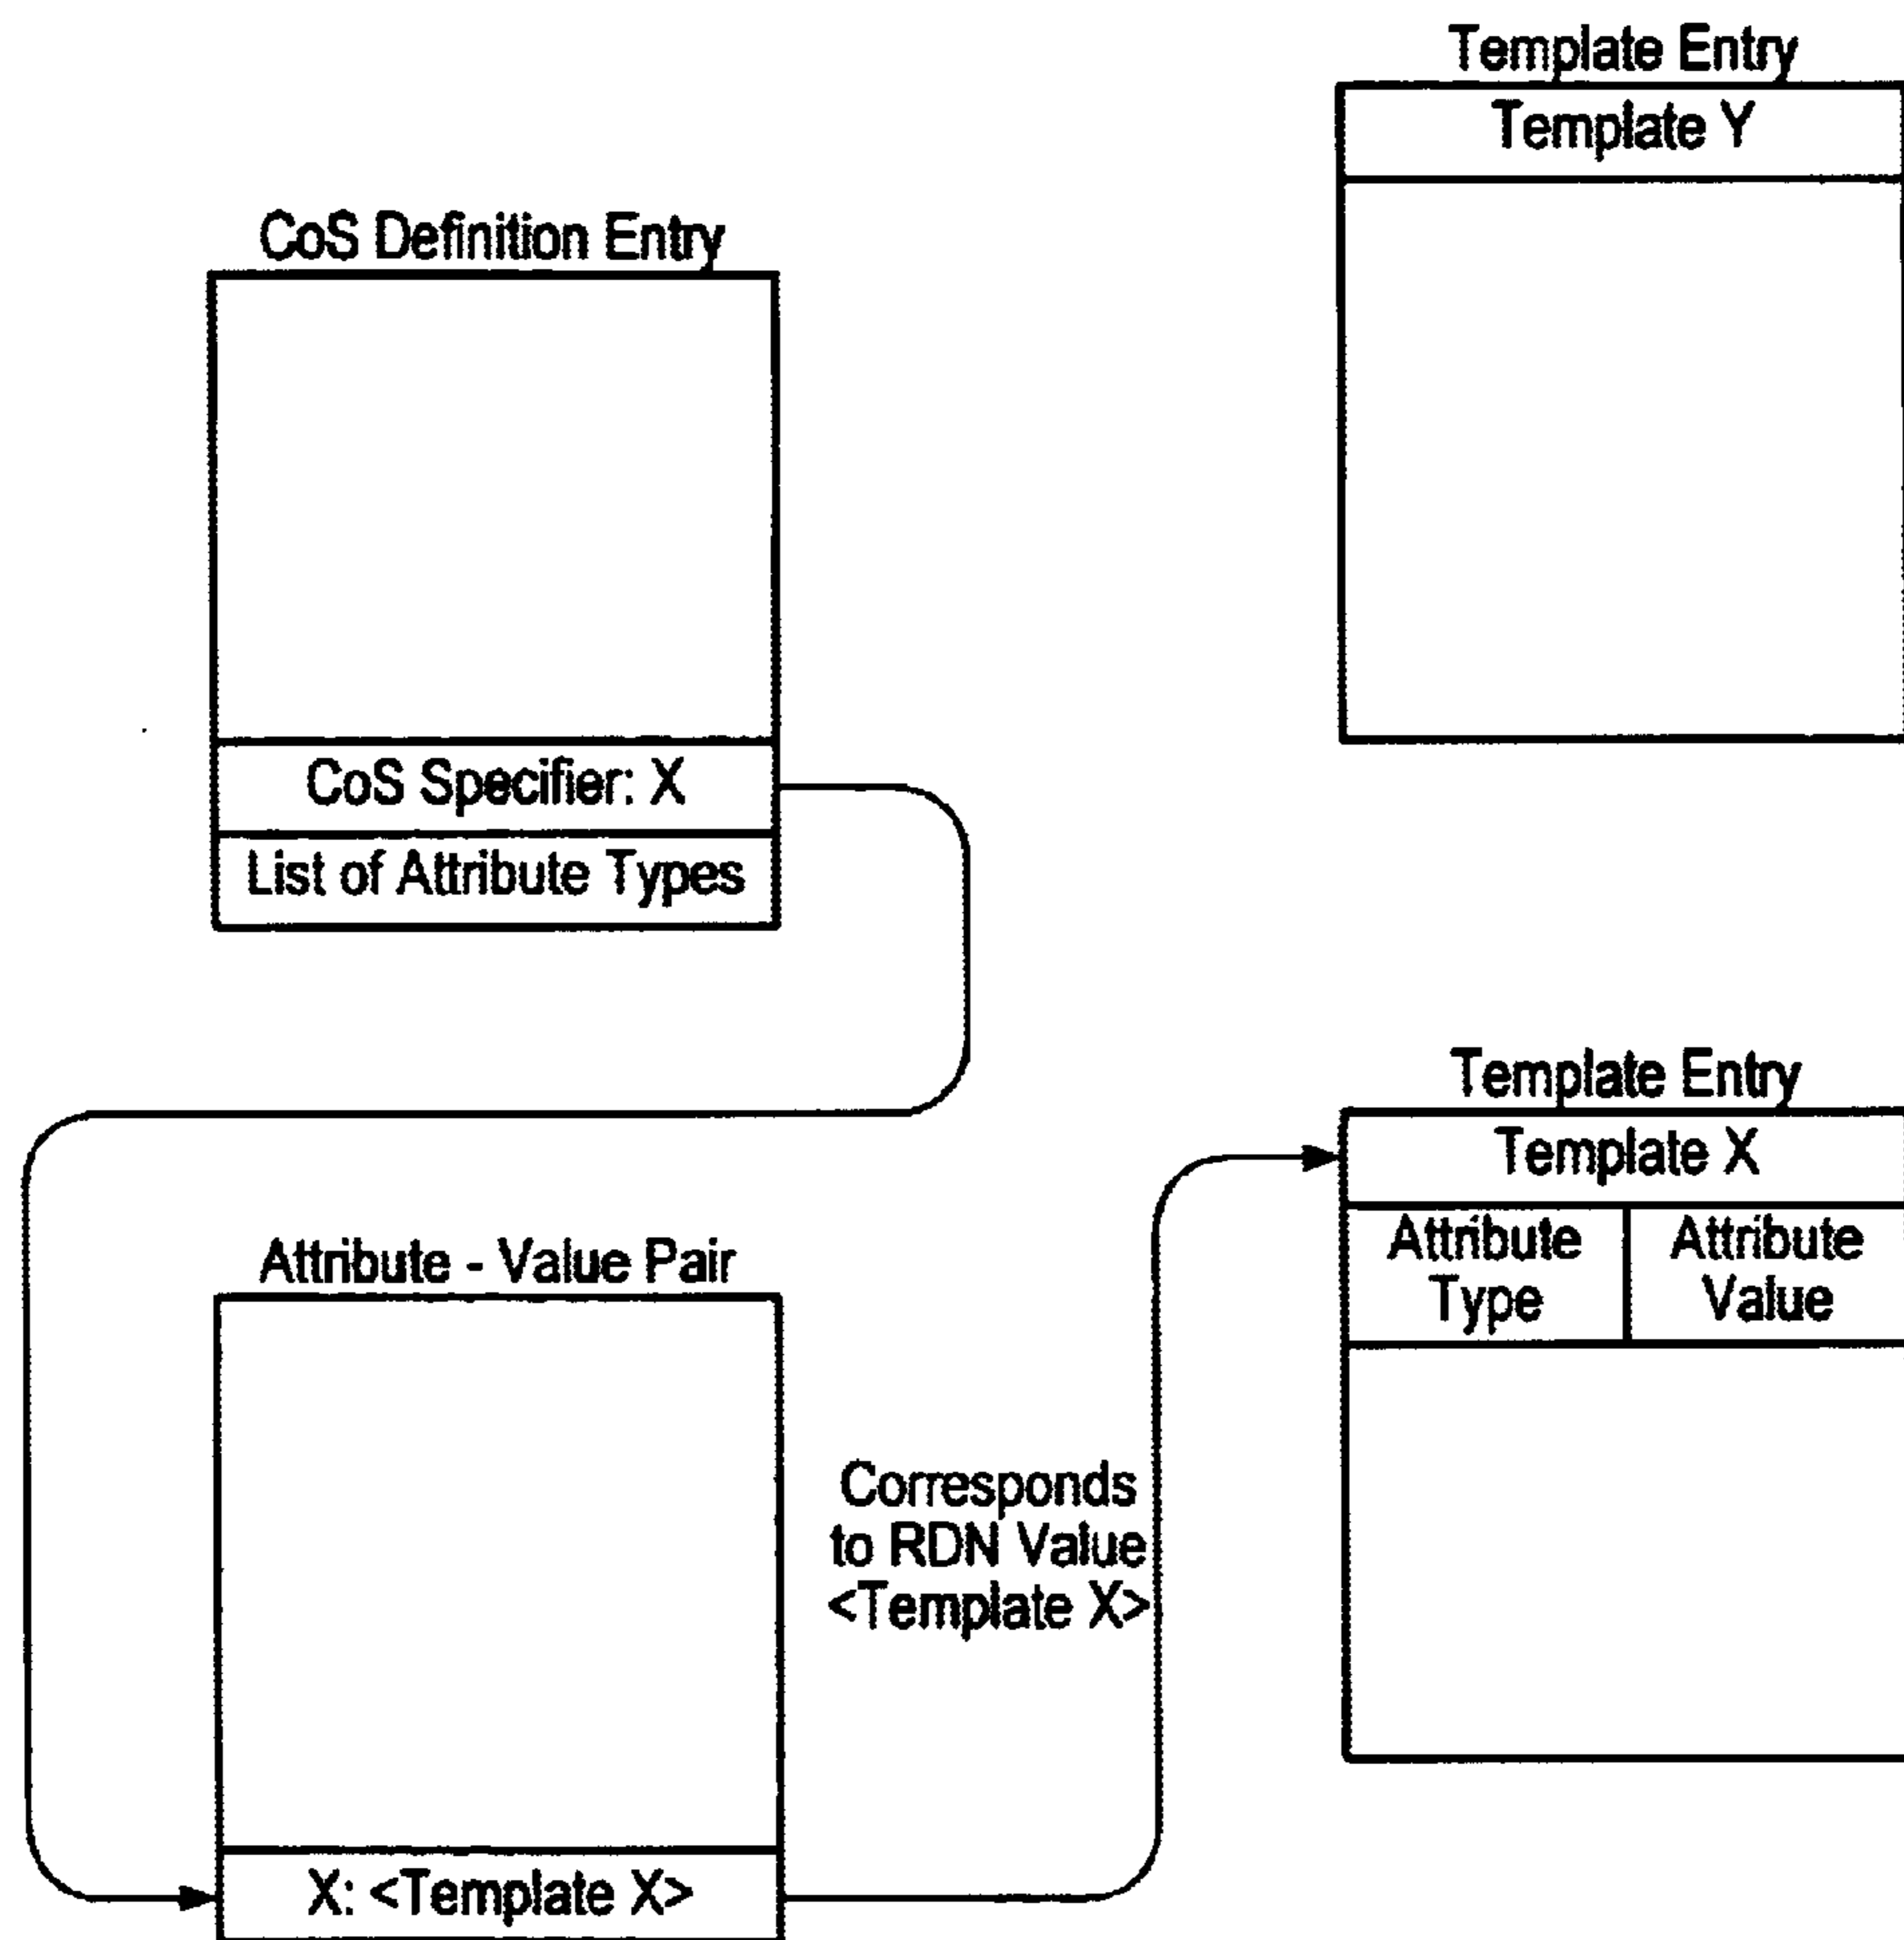 Template Entry
Template Y
CoS Definition Entry
CoS Specifier: X
List of Attribute Types
Template Entry
Template X
Attribute
Type
Attribute
Value
Attribute - Value Pair
X: <Template X>
Corresponds
to RDN Value
<Template X>